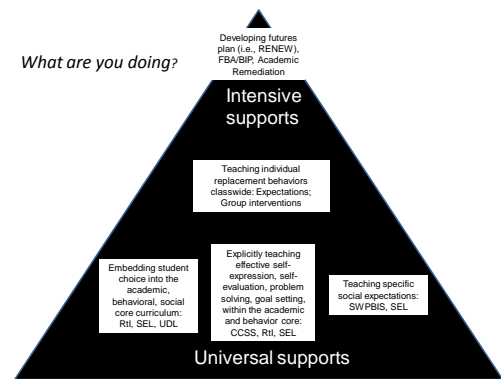 Developing futures
plan (i.e., RENEW),
FBA/BIP, Academic
Remediation
What are you doing?
Intensive
supports
Teaching individual
replacement behaviors
classwide: Expectations;
Group interventions
Embedding student
choice into the
academic,
behavioral, social
core curriculum:
RtI, SEL, UDL
Explicitly teaching
effective self-
expression, self-
evaluation, problem
solving, goal setting,
within the academic
and behavior core:
CCSS, RtI, SEL
Teaching specific
social expectations:
SWPBIS, SEL
Universal supports